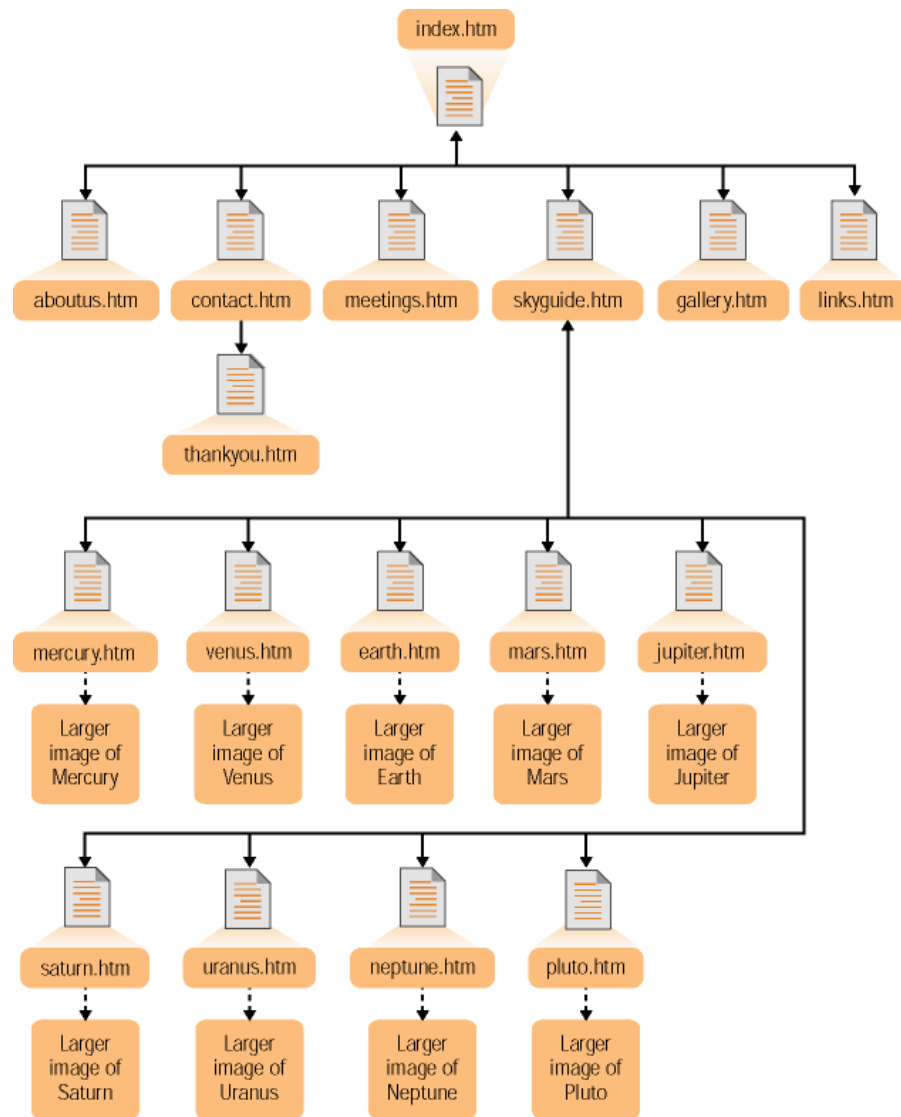 index.htm
aboutus.htm
contact.htm
meetings.htm
skyguide.htm
gallery.htm
links.htm
thankyou.htm
mercury.htm
venus.htm
earth.htm
mars.htm
jupiter.htm
Larger
image of
Mercury
Larger
image of
Venus
Larger
image of
Earth
Larger
image of
Mars
Larger
image of
Jupiter
saturn.htm
uranus.htm
neptune.htm
pluto.htm
Larger
image of
Saturn
Larger
image of
Uranus
Larger
image of
Neptune
Larger
image of
Pluto